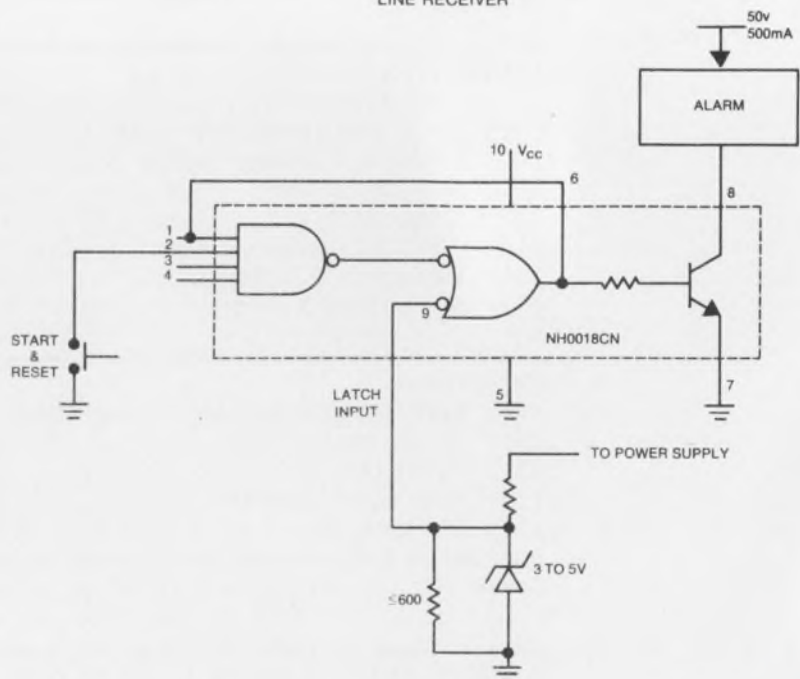 LINE RECEIVER
50v
500mA
ALARM
10 VCC
6
8
1
2
3
4
9
START
&
RESET
NH0018CN
LATCH
INPUT
5
7
TO POWER SUPPLY
3 TO 5V
≤600